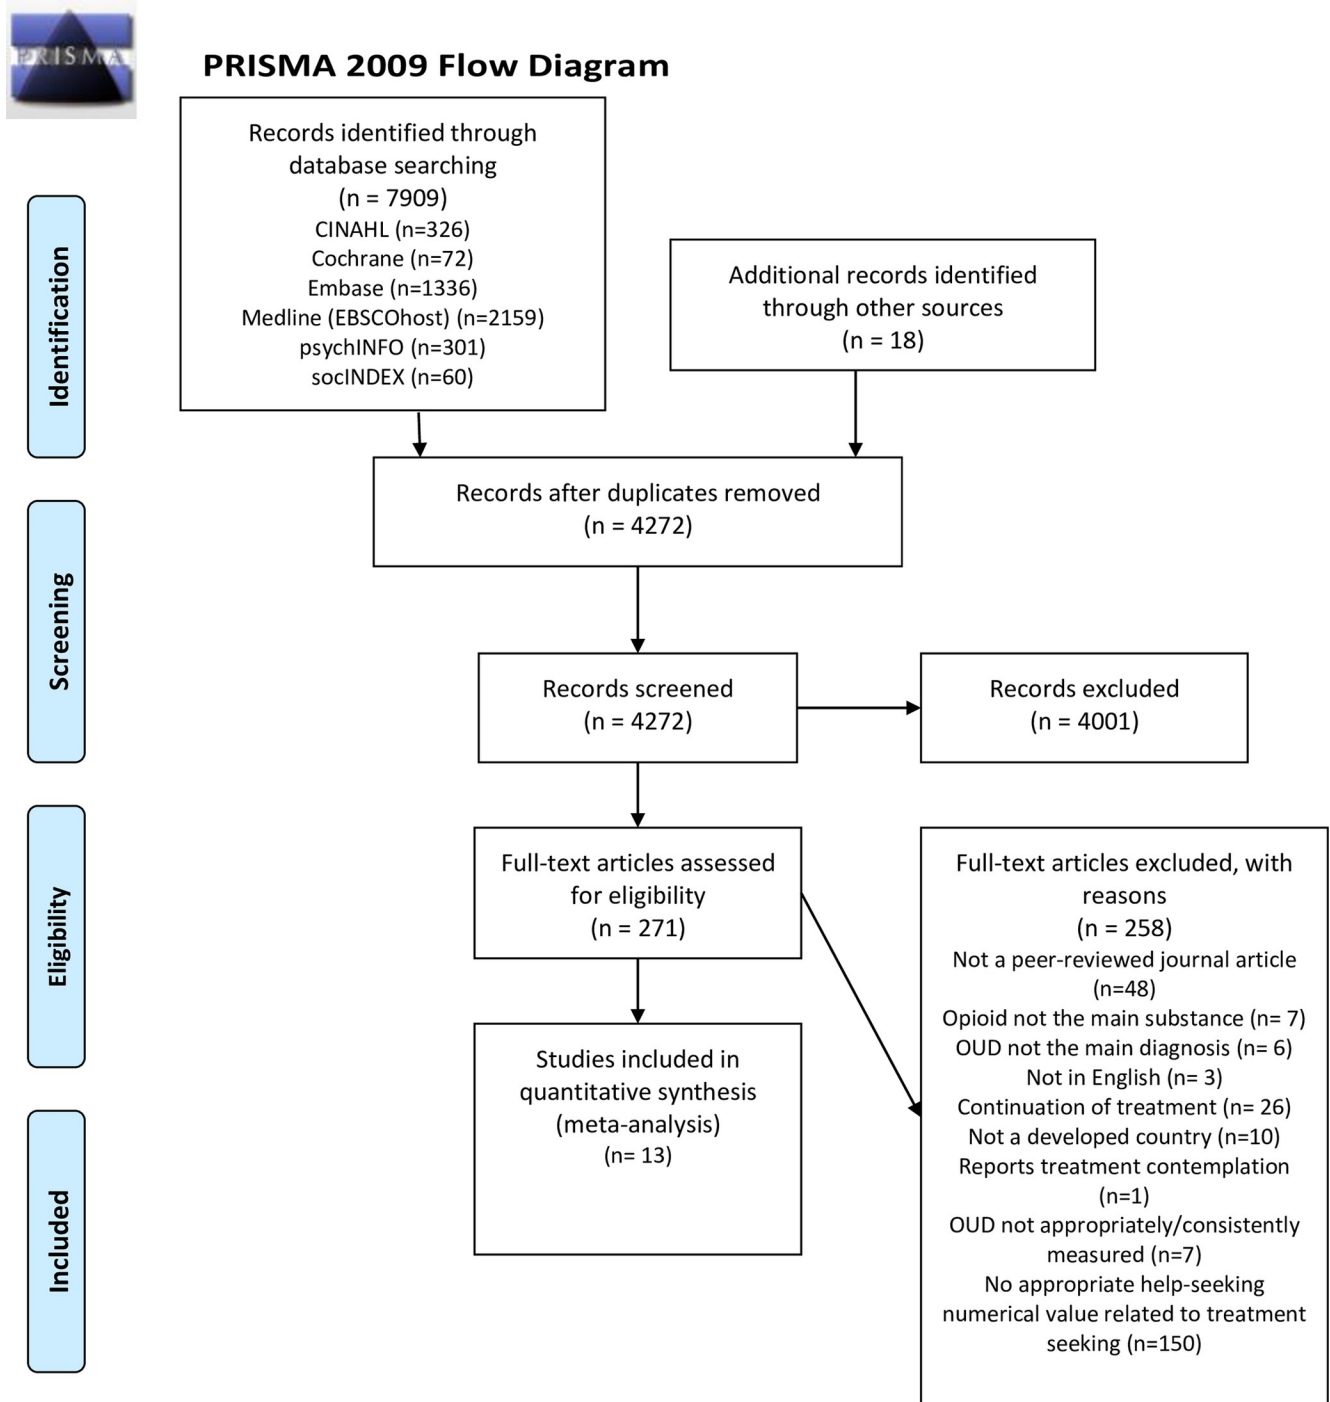 PRISMA
PRISMA 2009 Flow Diagram
Identification
Records identified through
database searching
(n = 7909)
CINAHL (n=326)
Cochrane (n=72)
Embase (n=1336)
Medline (EBSCOhost) (n=2159)
psychINFO (n=301)
socINDEX (n=60)
Additional records identified
through other sources
(n = 18)
Records after duplicates removed
(n = 4272)
Screening
Records screened
(n = 4272)
Records excluded
(n = 4001)
Eligibility
Full-text articles assessed
for eligibility
(n = 271)
Full-text articles excluded, with
reasons
(n = 258)
Not a peer-reviewed journal article
(n=48)
Opioid not the main substance (n= 7)
OUD not the main diagnosis (n= 6)
Not in English (n= 3)
Continuation of treatment (n= 26)
Not a developed country (n=10)
Reports treatment contemplation
(n=1)
OUD not appropriately/consistently
measured (n=7)
No appropriate help-seeking
numerical value related to treatment
seeking (n=150)
Included
Studies included in
quantitative synthesis
(meta-analysis)
(n= 13)